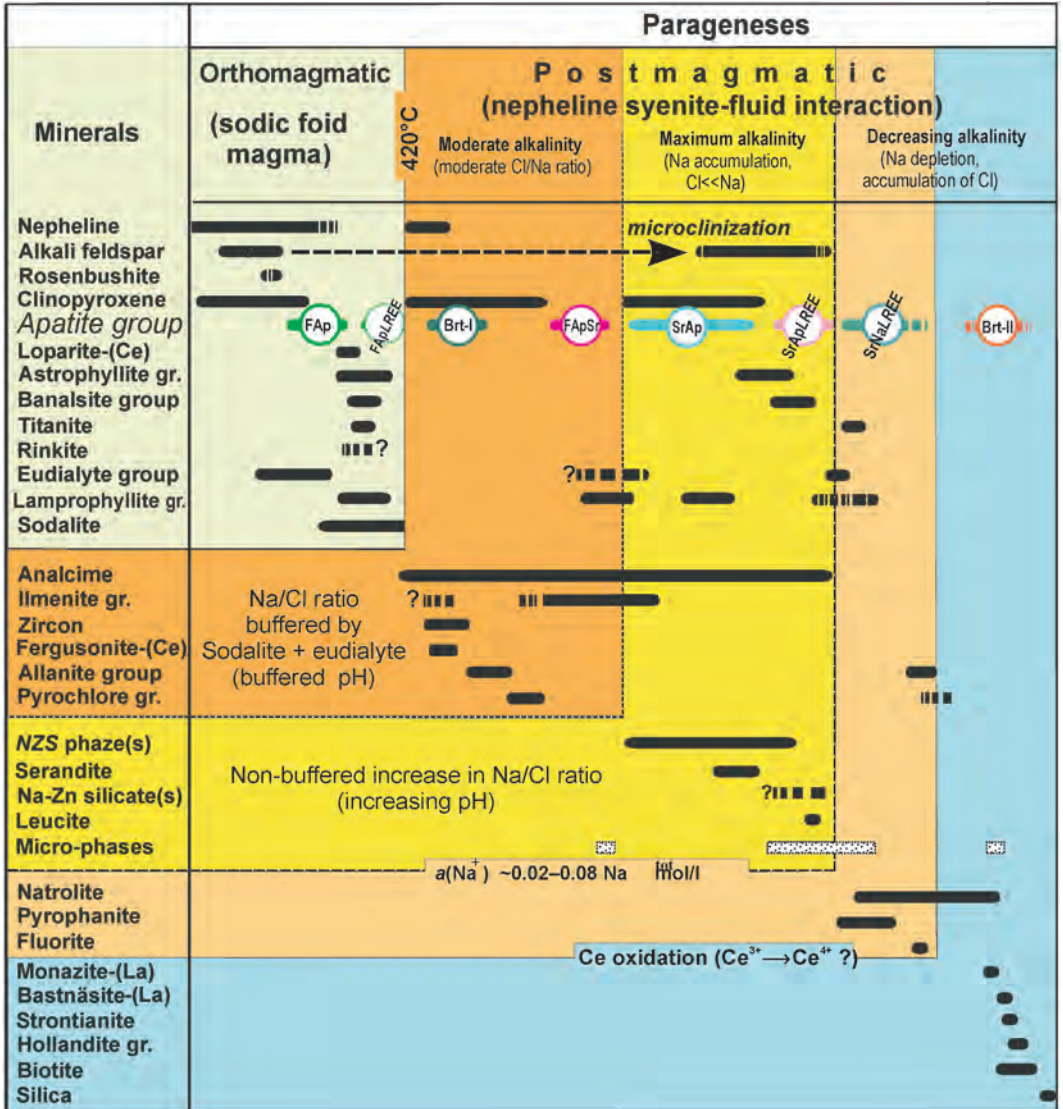 Parageneses
Minerals
Orthomagmatic
(sodic foid
magma)
420°C
Postmagmatic
(nepheline syenite-fluid interaction)
Moderate alkalinity
(moderate Cl/Na ratio)
Maximum alkalinity
(Na accumulation,
Cl<<Na)
Decreasing alkalinity
(Na depletion,
accumulation of Cl)
Nepheline
microclinization
Alkali feldspar
Rosenbushite
Clinopyroxene
Apatite group
FAp
FApLREE
Brt-I
FApSr
SrAp
SrApLREE
SrNaLREE
Brt-II
Loparite-(Ce)
Astrophyllite gr.
Banalsite group
Titanite
Rinkite
?
Eudialyte group
?
Lamprophyllite gr.
Sodalite
Analcime
Ilmenite gr.
?
Zircon
Fergusonite-(Ce)
Allanite group
Pyrochlore gr.
Na/Cl ratio
buffered by
Sodalite + eudialyte
(buffered pH)
NZS phaze(s)
Serandite
Na-Zn silicate(s)
?
Leucite
Micro-phases
Non-buffered increase in Na/Cl ratio
(increasing pH)
a(Na⁺) ~0.02–0.08 Na tot mol/l
Natrolite
Pyrophanite
Fluorite
Ce oxidation (Ce³⁺→Ce⁴⁺ ?)
Monazite-(La)
Bastnäsite-(La)
Strontianite
Hollandite gr.
Biotite
Silica